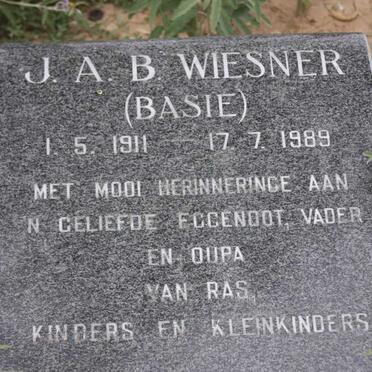 J. A. B. WIESNER
(BASIE)
1. 5. 1911 — 17. 7. 1989
MET MOOI HERINNERINGE AAN
'N GELIEFDE EGGENOOT, VADER
EN OUPA
VAN RAS,
KINDERS EN KLEINKINDERS